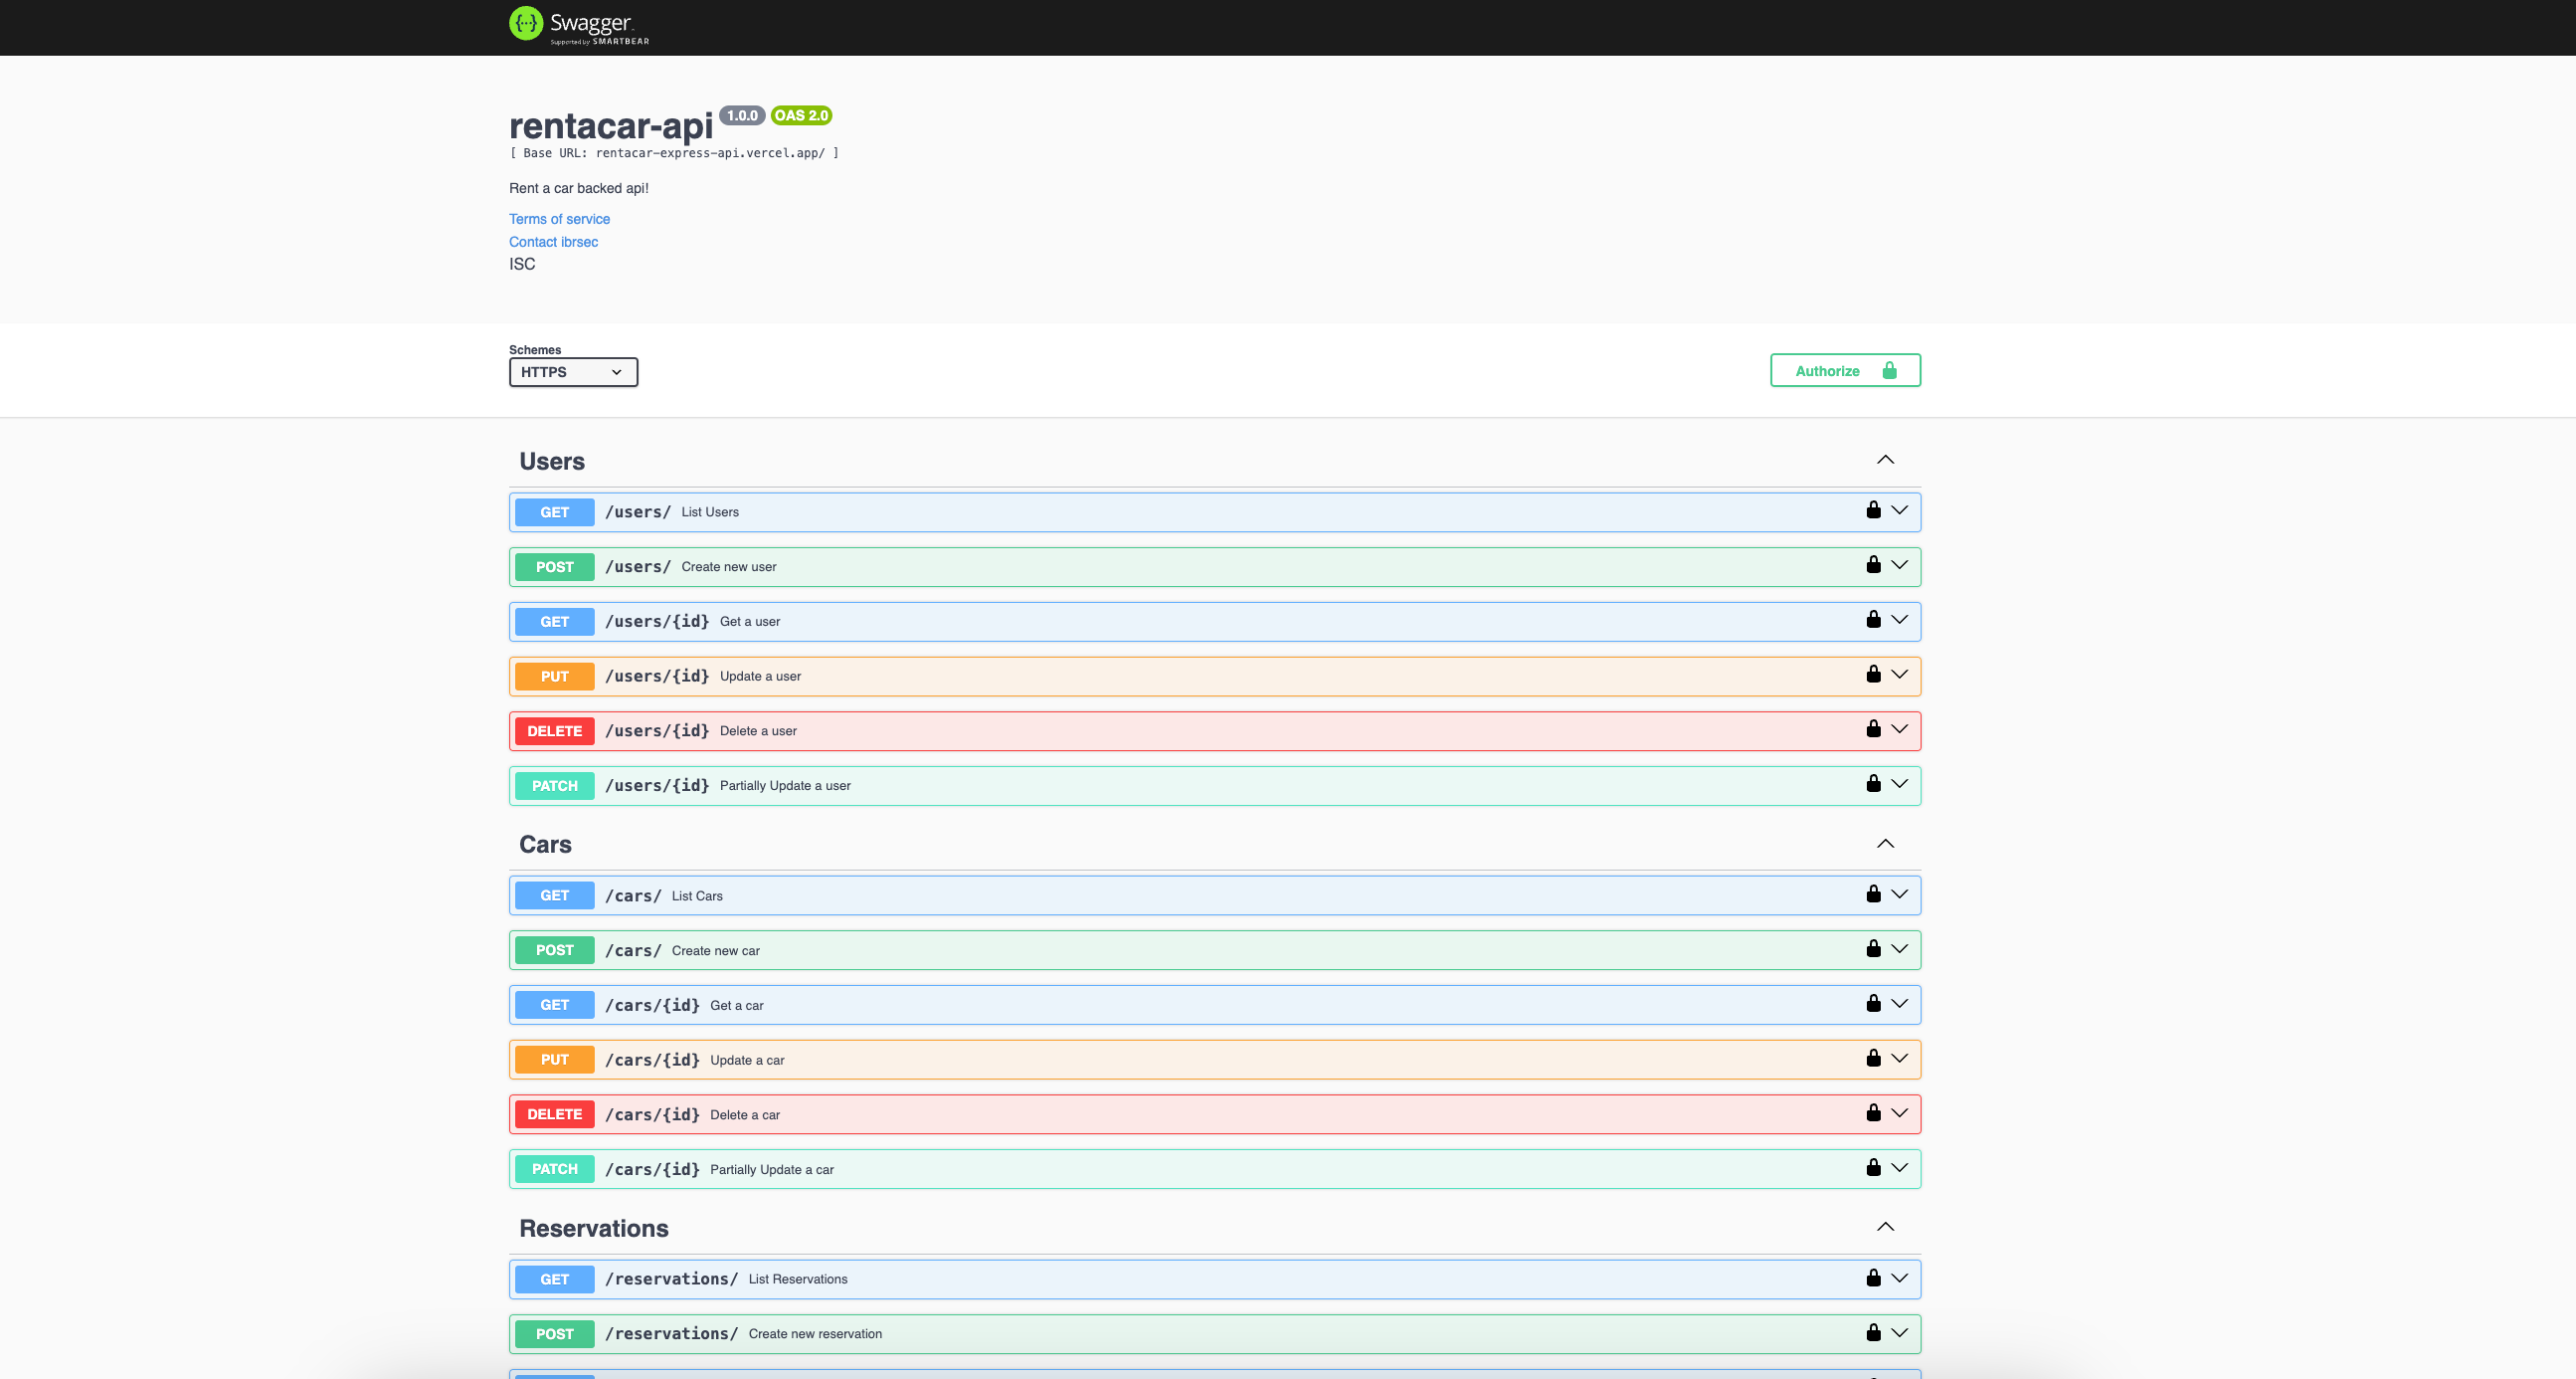 Swagger
Supported by SMARTBEAR
rentacar-api 1.0.0 OAS 2.0
[ Base URL: rentacar-express-api.vercel.app/ ]
Rent a car backed api!
Terms of service
Contact ibrsec
ISC
Schemes
HTTPS
Authorize
Users
GET /users/ List Users
POST /users/ Create new user
GET /users/{id} Get a user
PUT /users/{id} Update a user
DELETE /users/{id} Delete a user
PATCH /users/{id} Partially Update a user
Cars
GET /cars/ List Cars
POST /cars/ Create new car
GET /cars/{id} Get a car
PUT /cars/{id} Update a car
DELETE /cars/{id} Delete a car
PATCH /cars/{id} Partially Update a car
Reservations
GET /reservations/ List Reservations
POST /reservations/ Create new reservation